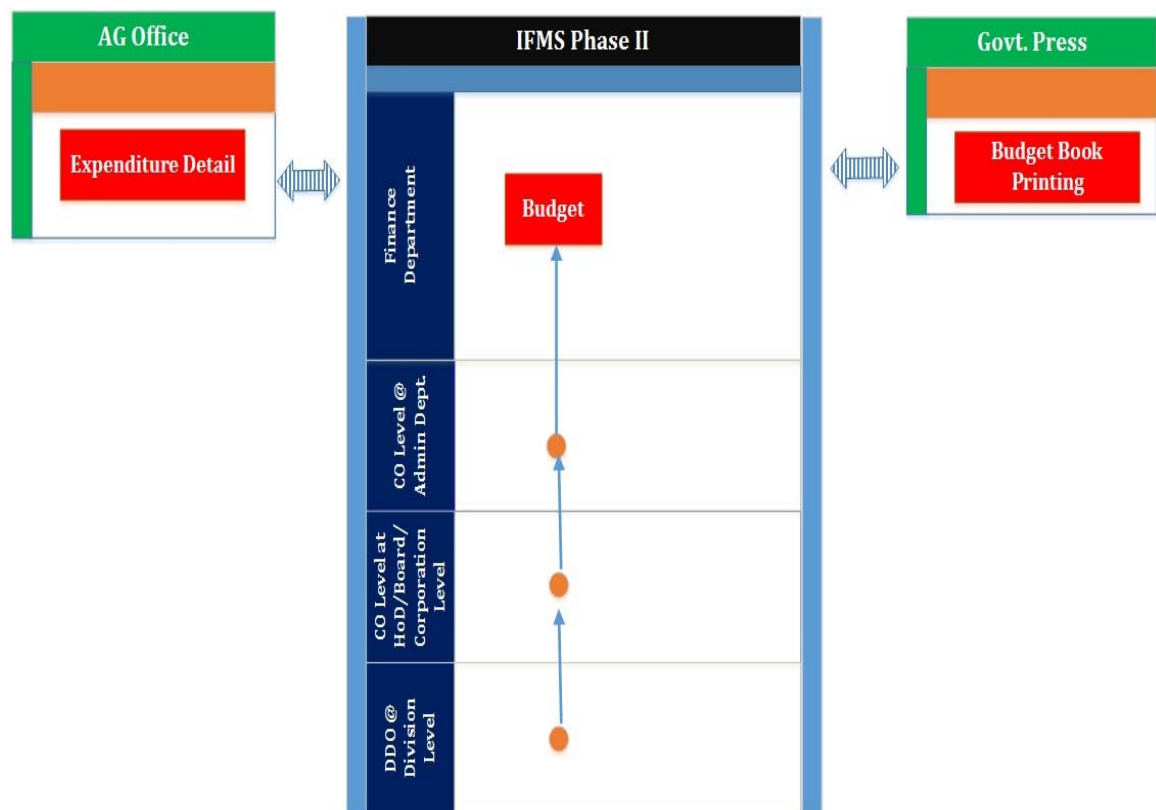 AG Office
Expenditure Detail
IFMS Phase II
Finance
Department
Budget
CO Level @
Admin Dept.
CO Level at
HoD/Board/
Corporation
Level
DDO @
Division
Level
Govt. Press
Budget Book
Printing